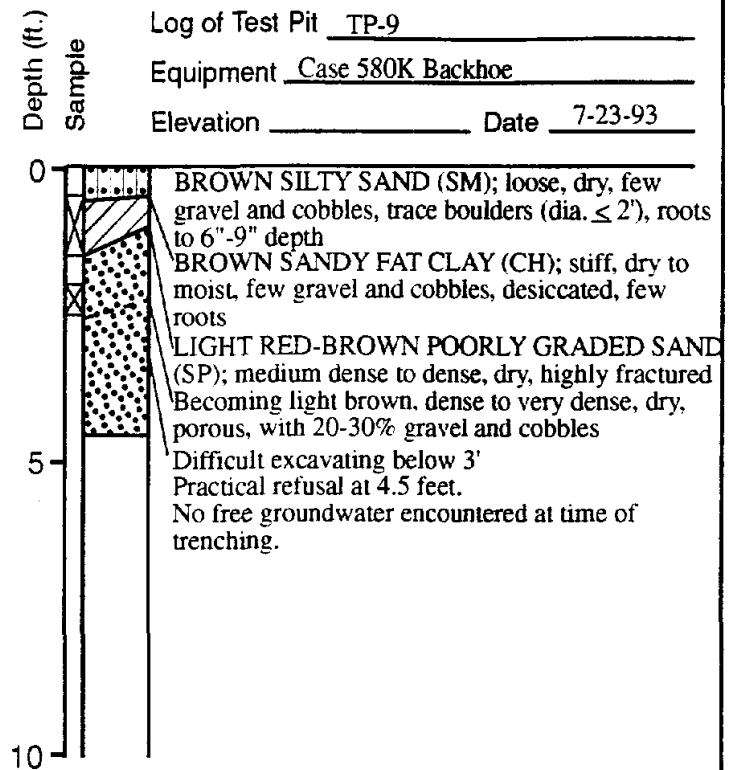 Depth (ft.)
Sample
Log of Test Pit TP-9
Equipment Case 580K Backhoe
Elevation Date 7-23-93
0
BROWN SILTY SAND (SM); loose, dry, few
gravel and cobbles, trace boulders (dia. ≤ 2'), roots
to 6"-9" depth
BROWN SANDY FAT CLAY (CH); stiff, dry to
moist, few gravel and cobbles, desiccated, few
roots
LIGHT RED-BROWN POORLY GRADED SAND
(SP); medium dense to dense, dry, highly fractured
Becoming light brown, dense to very dense, dry,
porous, with 20-30% gravel and cobbles
5
Difficult excavating below 3'
Practical refusal at 4.5 feet.
No free groundwater encountered at time of
trenching.
10